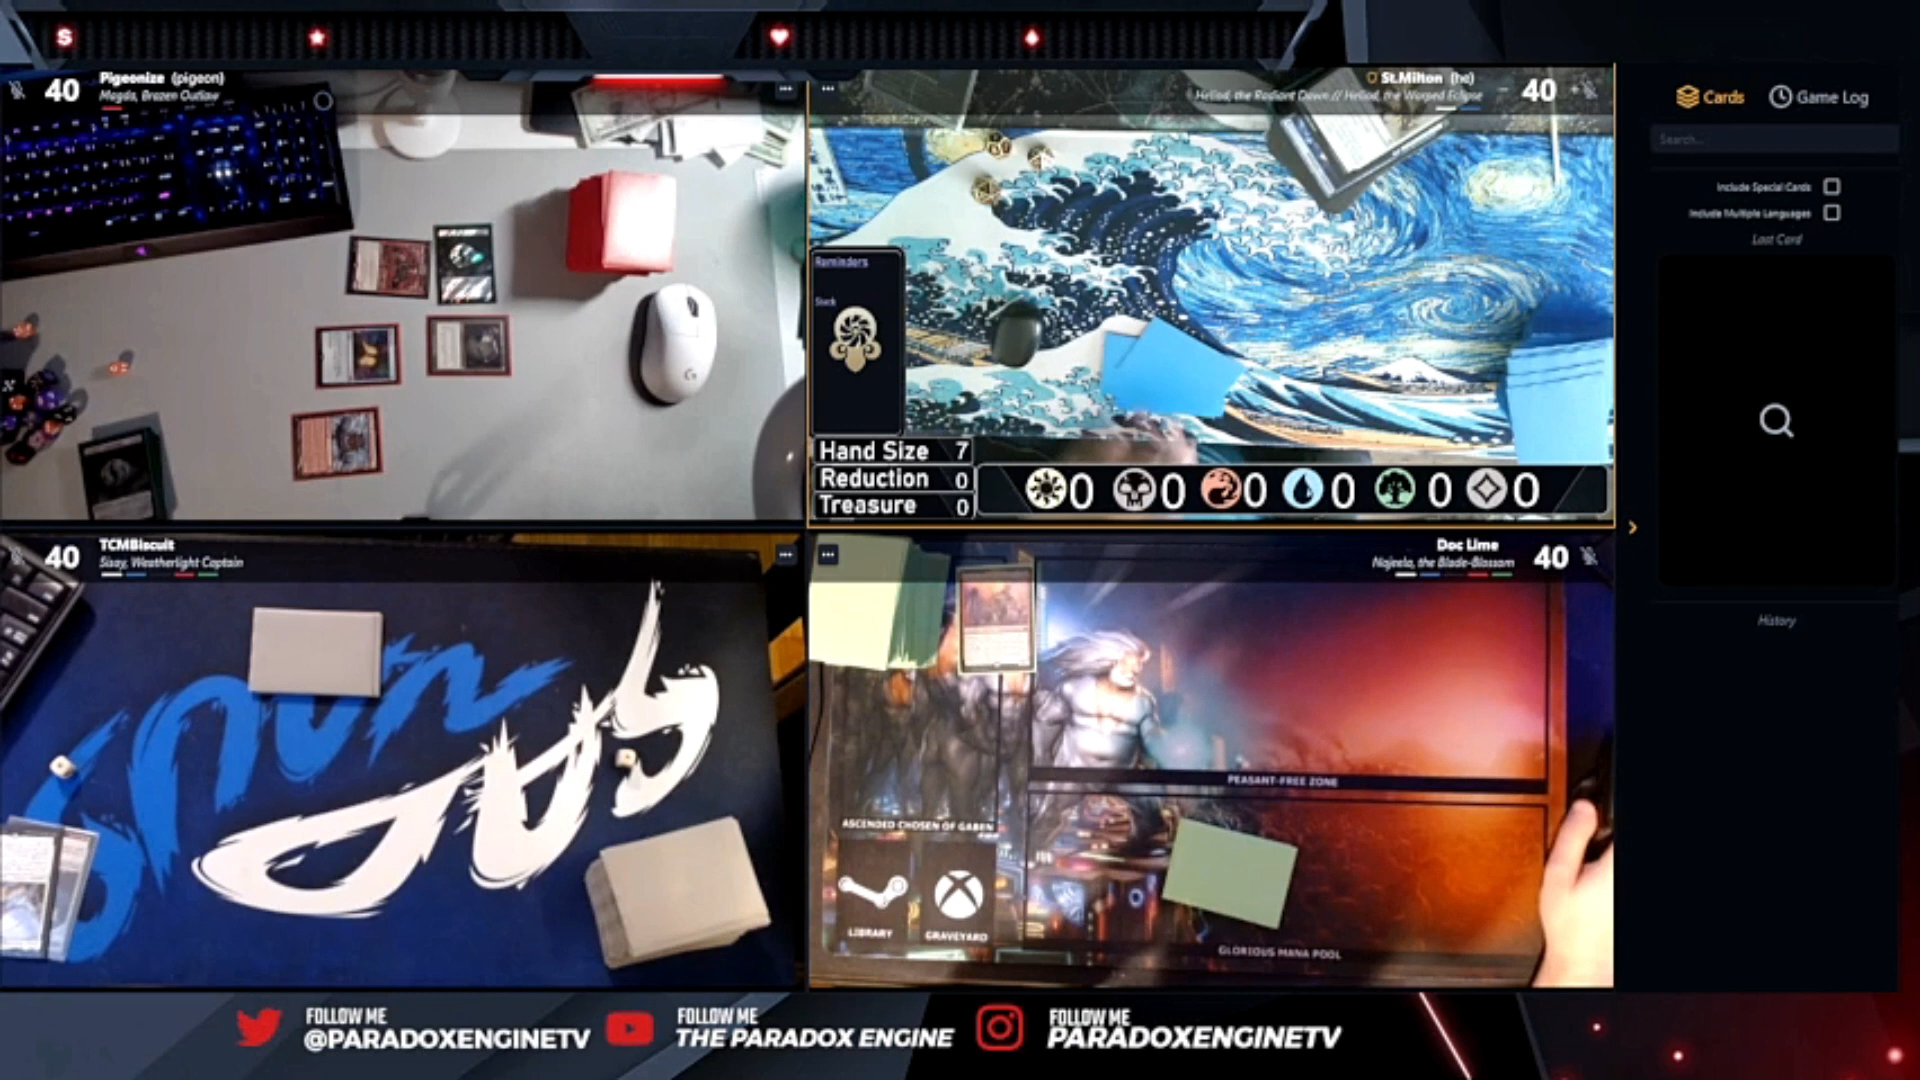 40
Pigeonize (pigeon)
Magda, Brazen Outlaw
St.Milton (he)
Heliod, the Radiant Dawn // Heliod, the Warped Eclipse
40
Cards
Game Log
Search...
Include Special Cards
Include Multiple Languages
Last Card
Reminders
Stack
Hand Size 7
Reduction 0
Treasure 0
0 0 0 0 0 0
40
TCMBiscuit
Sisay, Weatherlight Captain
Doc Lime
Najeela, the Blade-Blossom
40
History
PEASANT-FREE ZONE
ASCENDED CHOSEN OF GABEN
LIBRARY
GRAVEYARD
GLORIOUS MANA POOL
FOLLOW ME
@PARADOXENGINETV
FOLLOW ME
THE PARADOX ENGINE
FOLLOW ME
PARADOXENGINETV